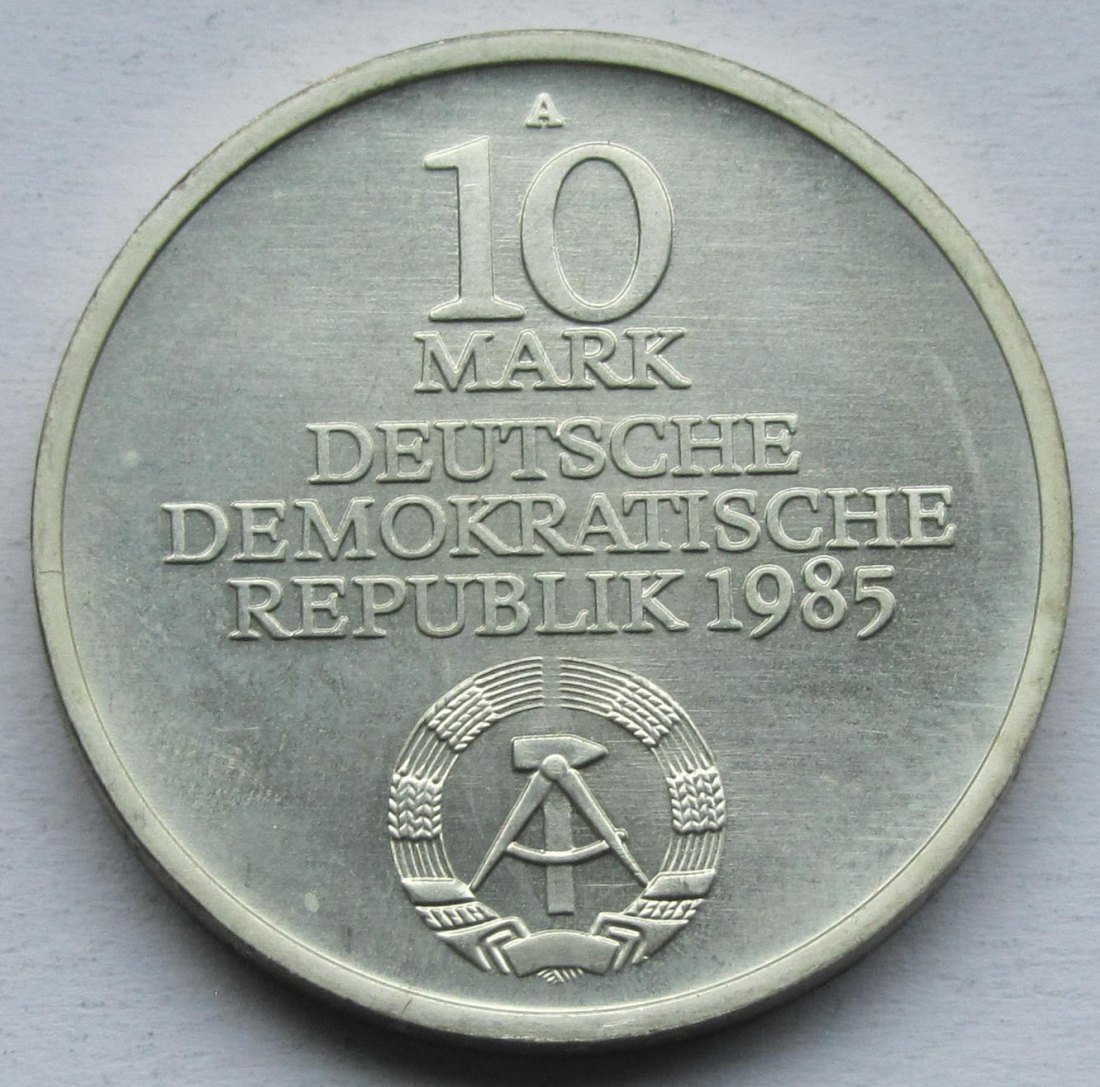 A
10
MARK
DEUTSCHE
DEMOKRATISCHE
REPUBLIK 1985